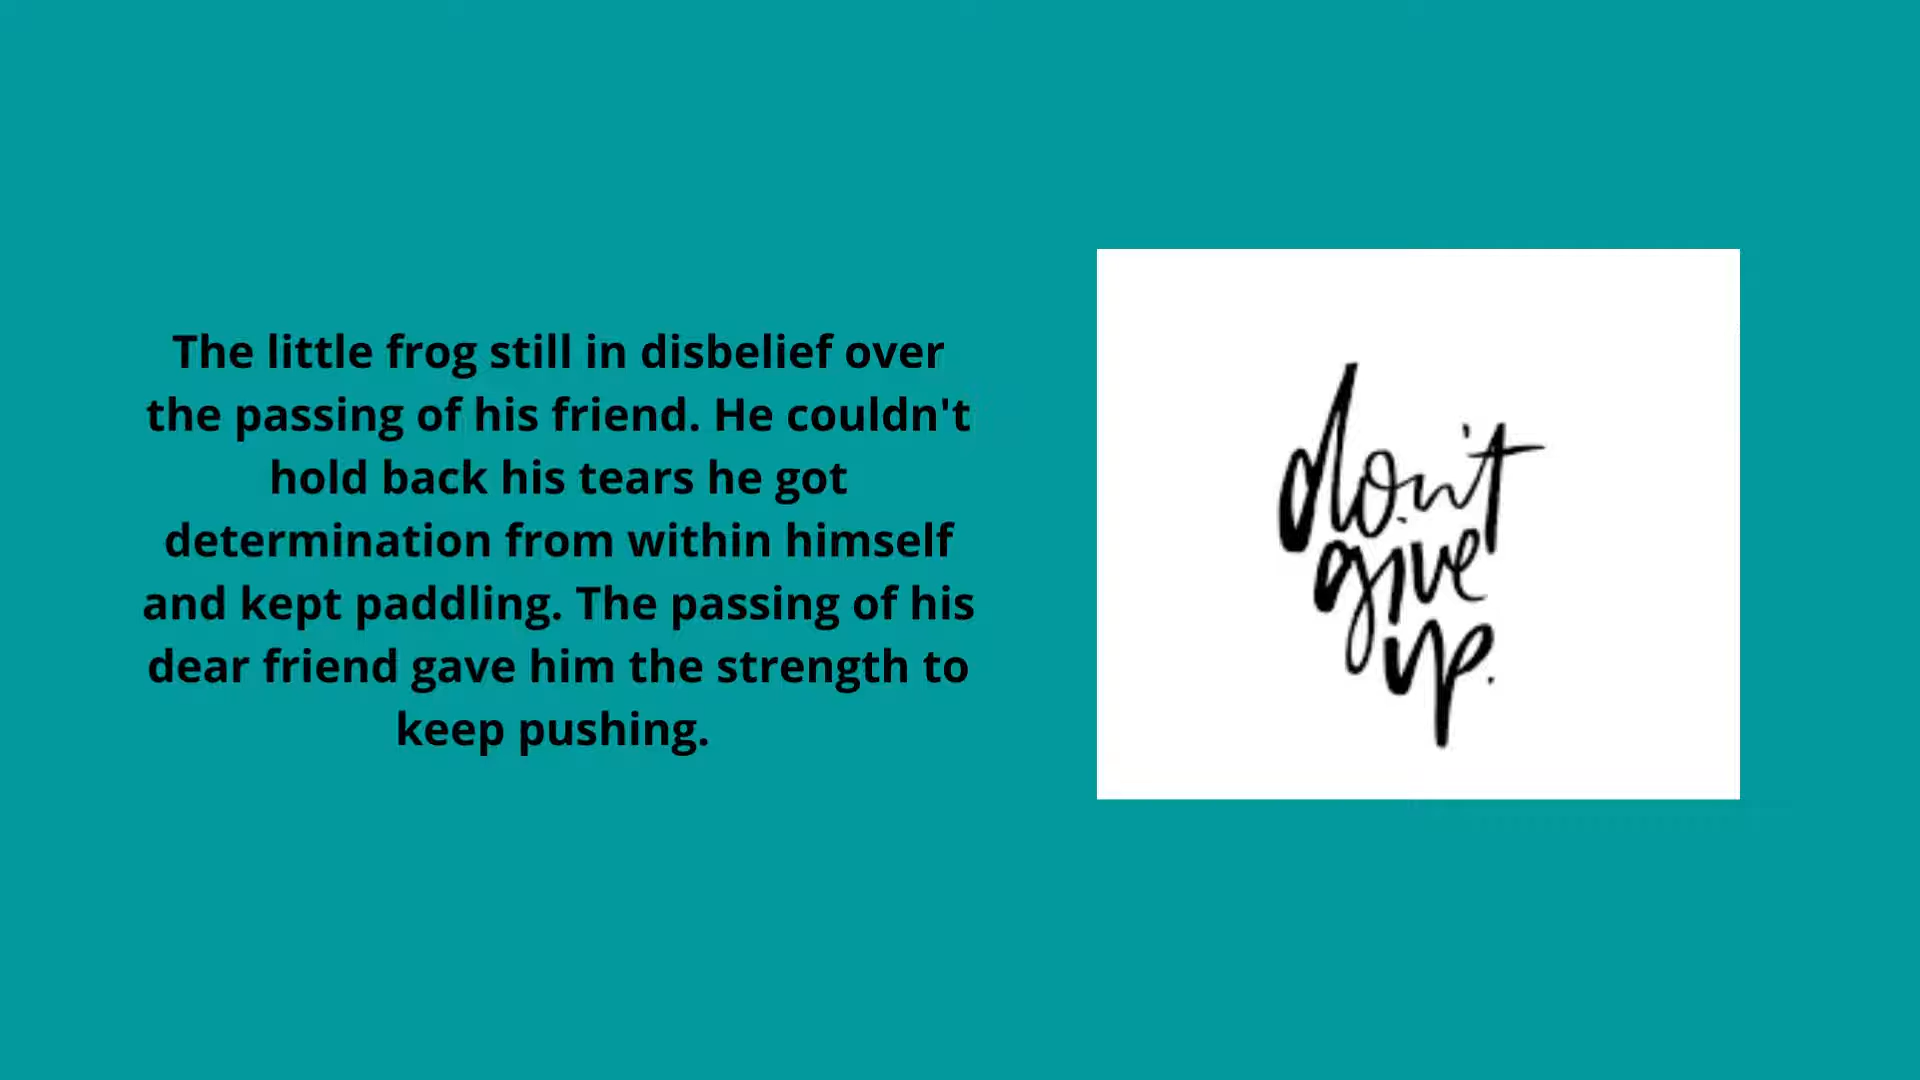 The little frog still in disbelief over
the passing of his friend. He couldn't
hold back his tears he got
determination from within himself
and kept paddling. The passing of his
dear friend gave him the strength to
keep pushing.
don't
give
up.